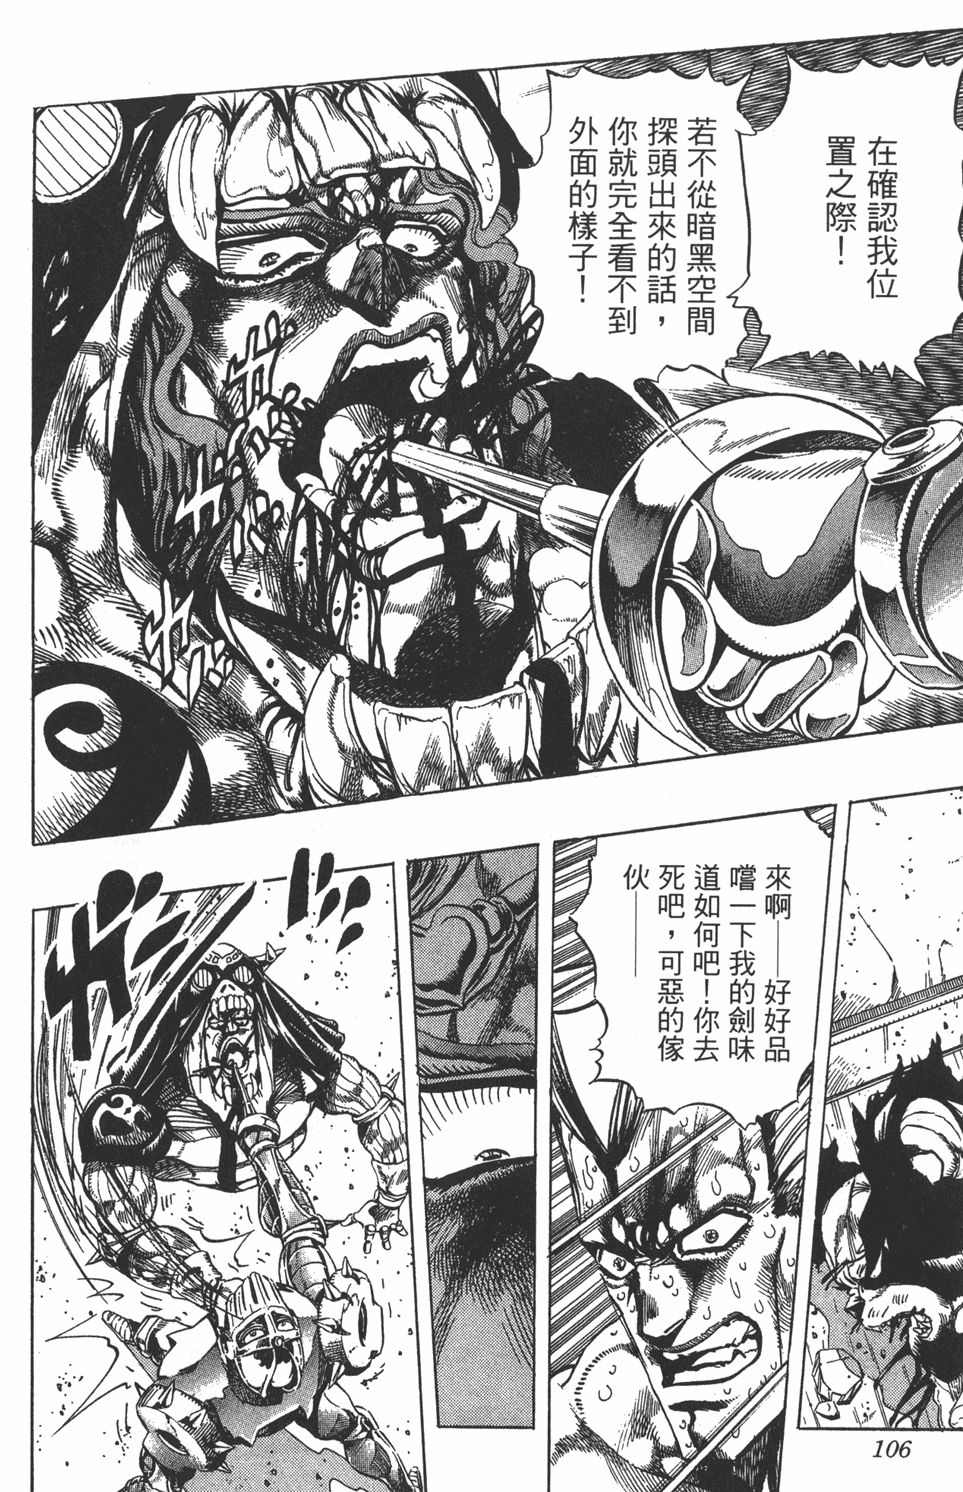 在確認我位
置之際！
若不從暗黑空間
探頭出來的話，
你就完全看不到
外面的樣子！
來啊——好好品
嚐一下我的劍味
道如何吧！你去
死吧，可惡的傢
伙————
106